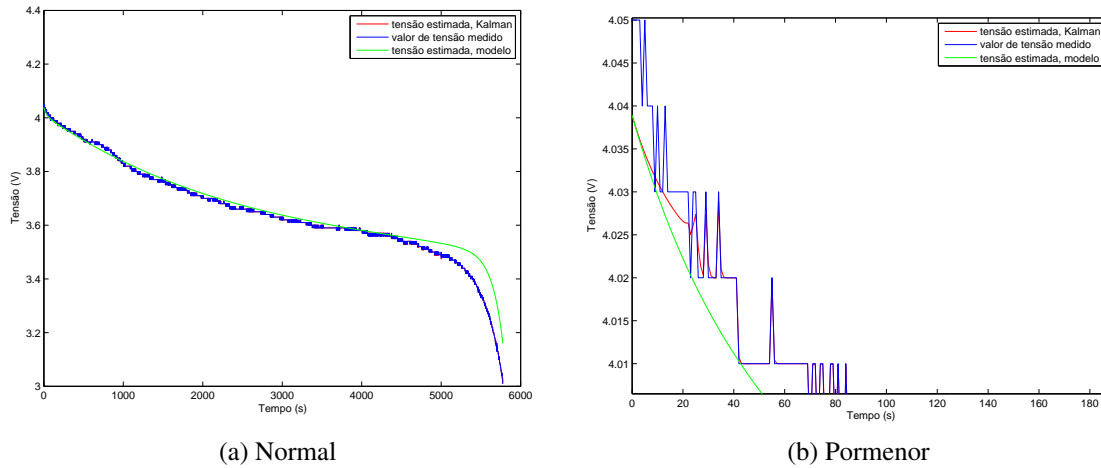 4.4
4.2
4
3.8
3.6
3.4
3.2
3
0
1000
2000
3000
4000
5000
6000
Tempo (s)
Tensão (V)
tensão estimada, Kalman
valor de tensão medido
tensão estimada, modelo
(a) Normal
4.05
4.045
4.04
4.035
4.03
4.025
4.02
4.015
4.01
0
20
40
60
80
100
120
140
160
180
Tempo (s)
Tensão (V)
tensão estimada, Kalman
valor de tensão medido
tensão estimada, modelo
(b) Pormenor